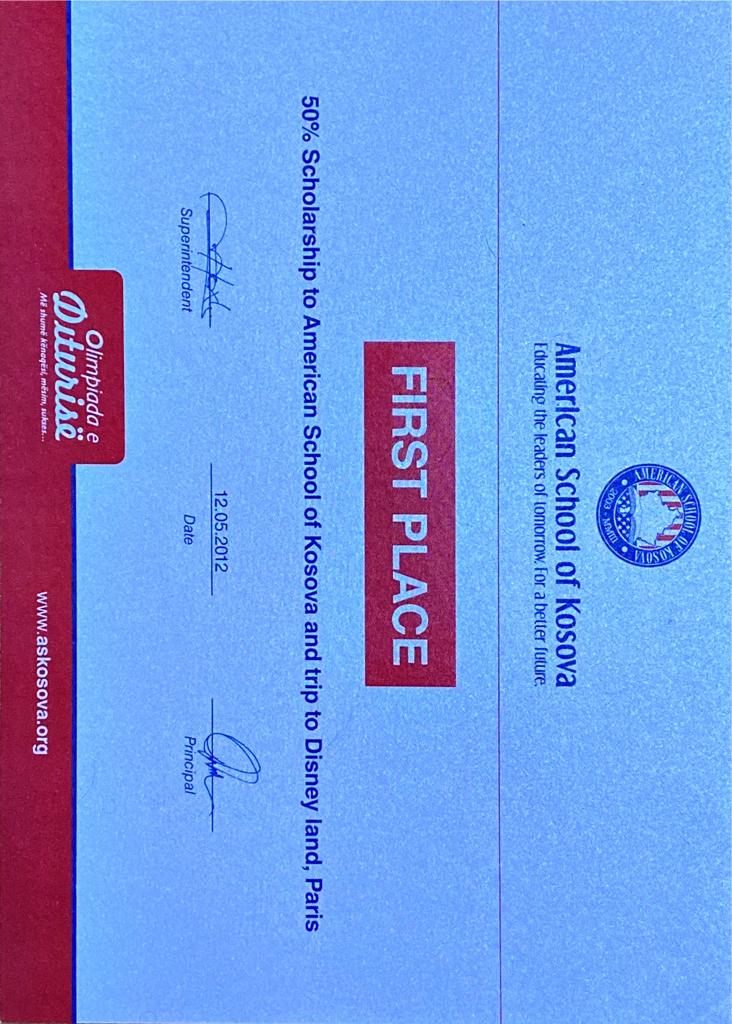 AMERICAN SCHOOL OF KOSOVA
2003 - MMIII
American School of Kosova
Educating the leaders of tomorrow. For a better future.
FIRST PLACE
50% Scholarship to American School of Kosova and trip to Disney land, Paris
12.05.2012
Superintendent
Date
Principal
Olimpiada e
Diturisë
Më shumë kënaqësi, mësim, sukses...
www.askosova.org